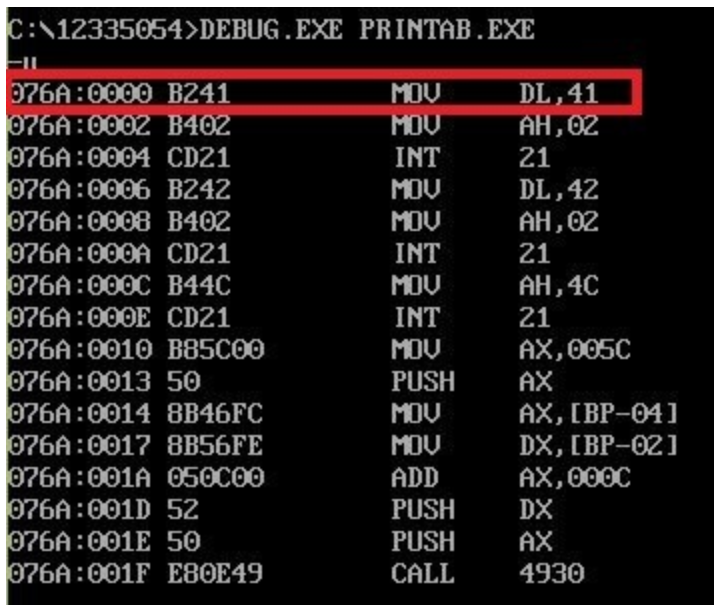 C:\12335054>DEBUG.EXE PRINTAB.EXE
-u
076A:0000 B241 MOV DL,41
076A:0002 B402 MOV AH,02
076A:0004 CD21 INT 21
076A:0006 B242 MOV DL,42
076A:0008 B402 MOV AH,02
076A:000A CD21 INT 21
076A:000C B44C MOV AH,4C
076A:000E CD21 INT 21
076A:0010 B85C00 MOV AX,005C
076A:0013 50 PUSH AX
076A:0014 8B46FC MOV AX,[BP-04]
076A:0017 8B56FE MOV DX,[BP-02]
076A:001A 050C00 ADD AX,000C
076A:001D 52 PUSH DX
076A:001E 50 PUSH AX
076A:001F E80E49 CALL 4930